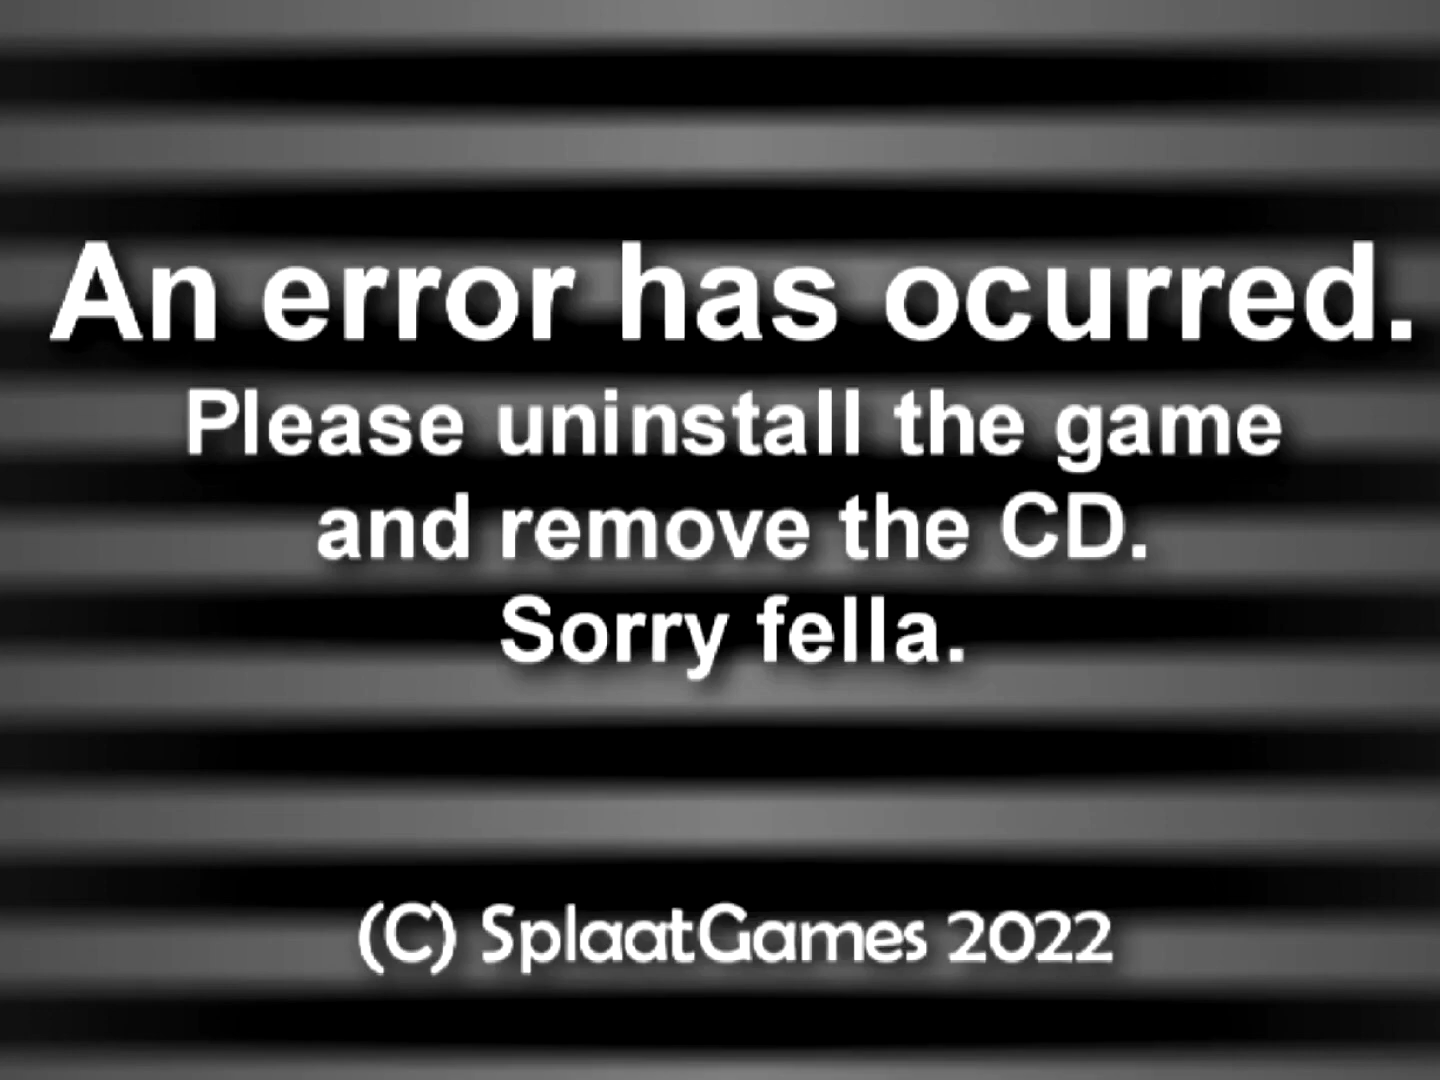 An error has ocurred.
Please uninstall the game
and remove the CD.
Sorry fella.
(C) SplaatGames 2022